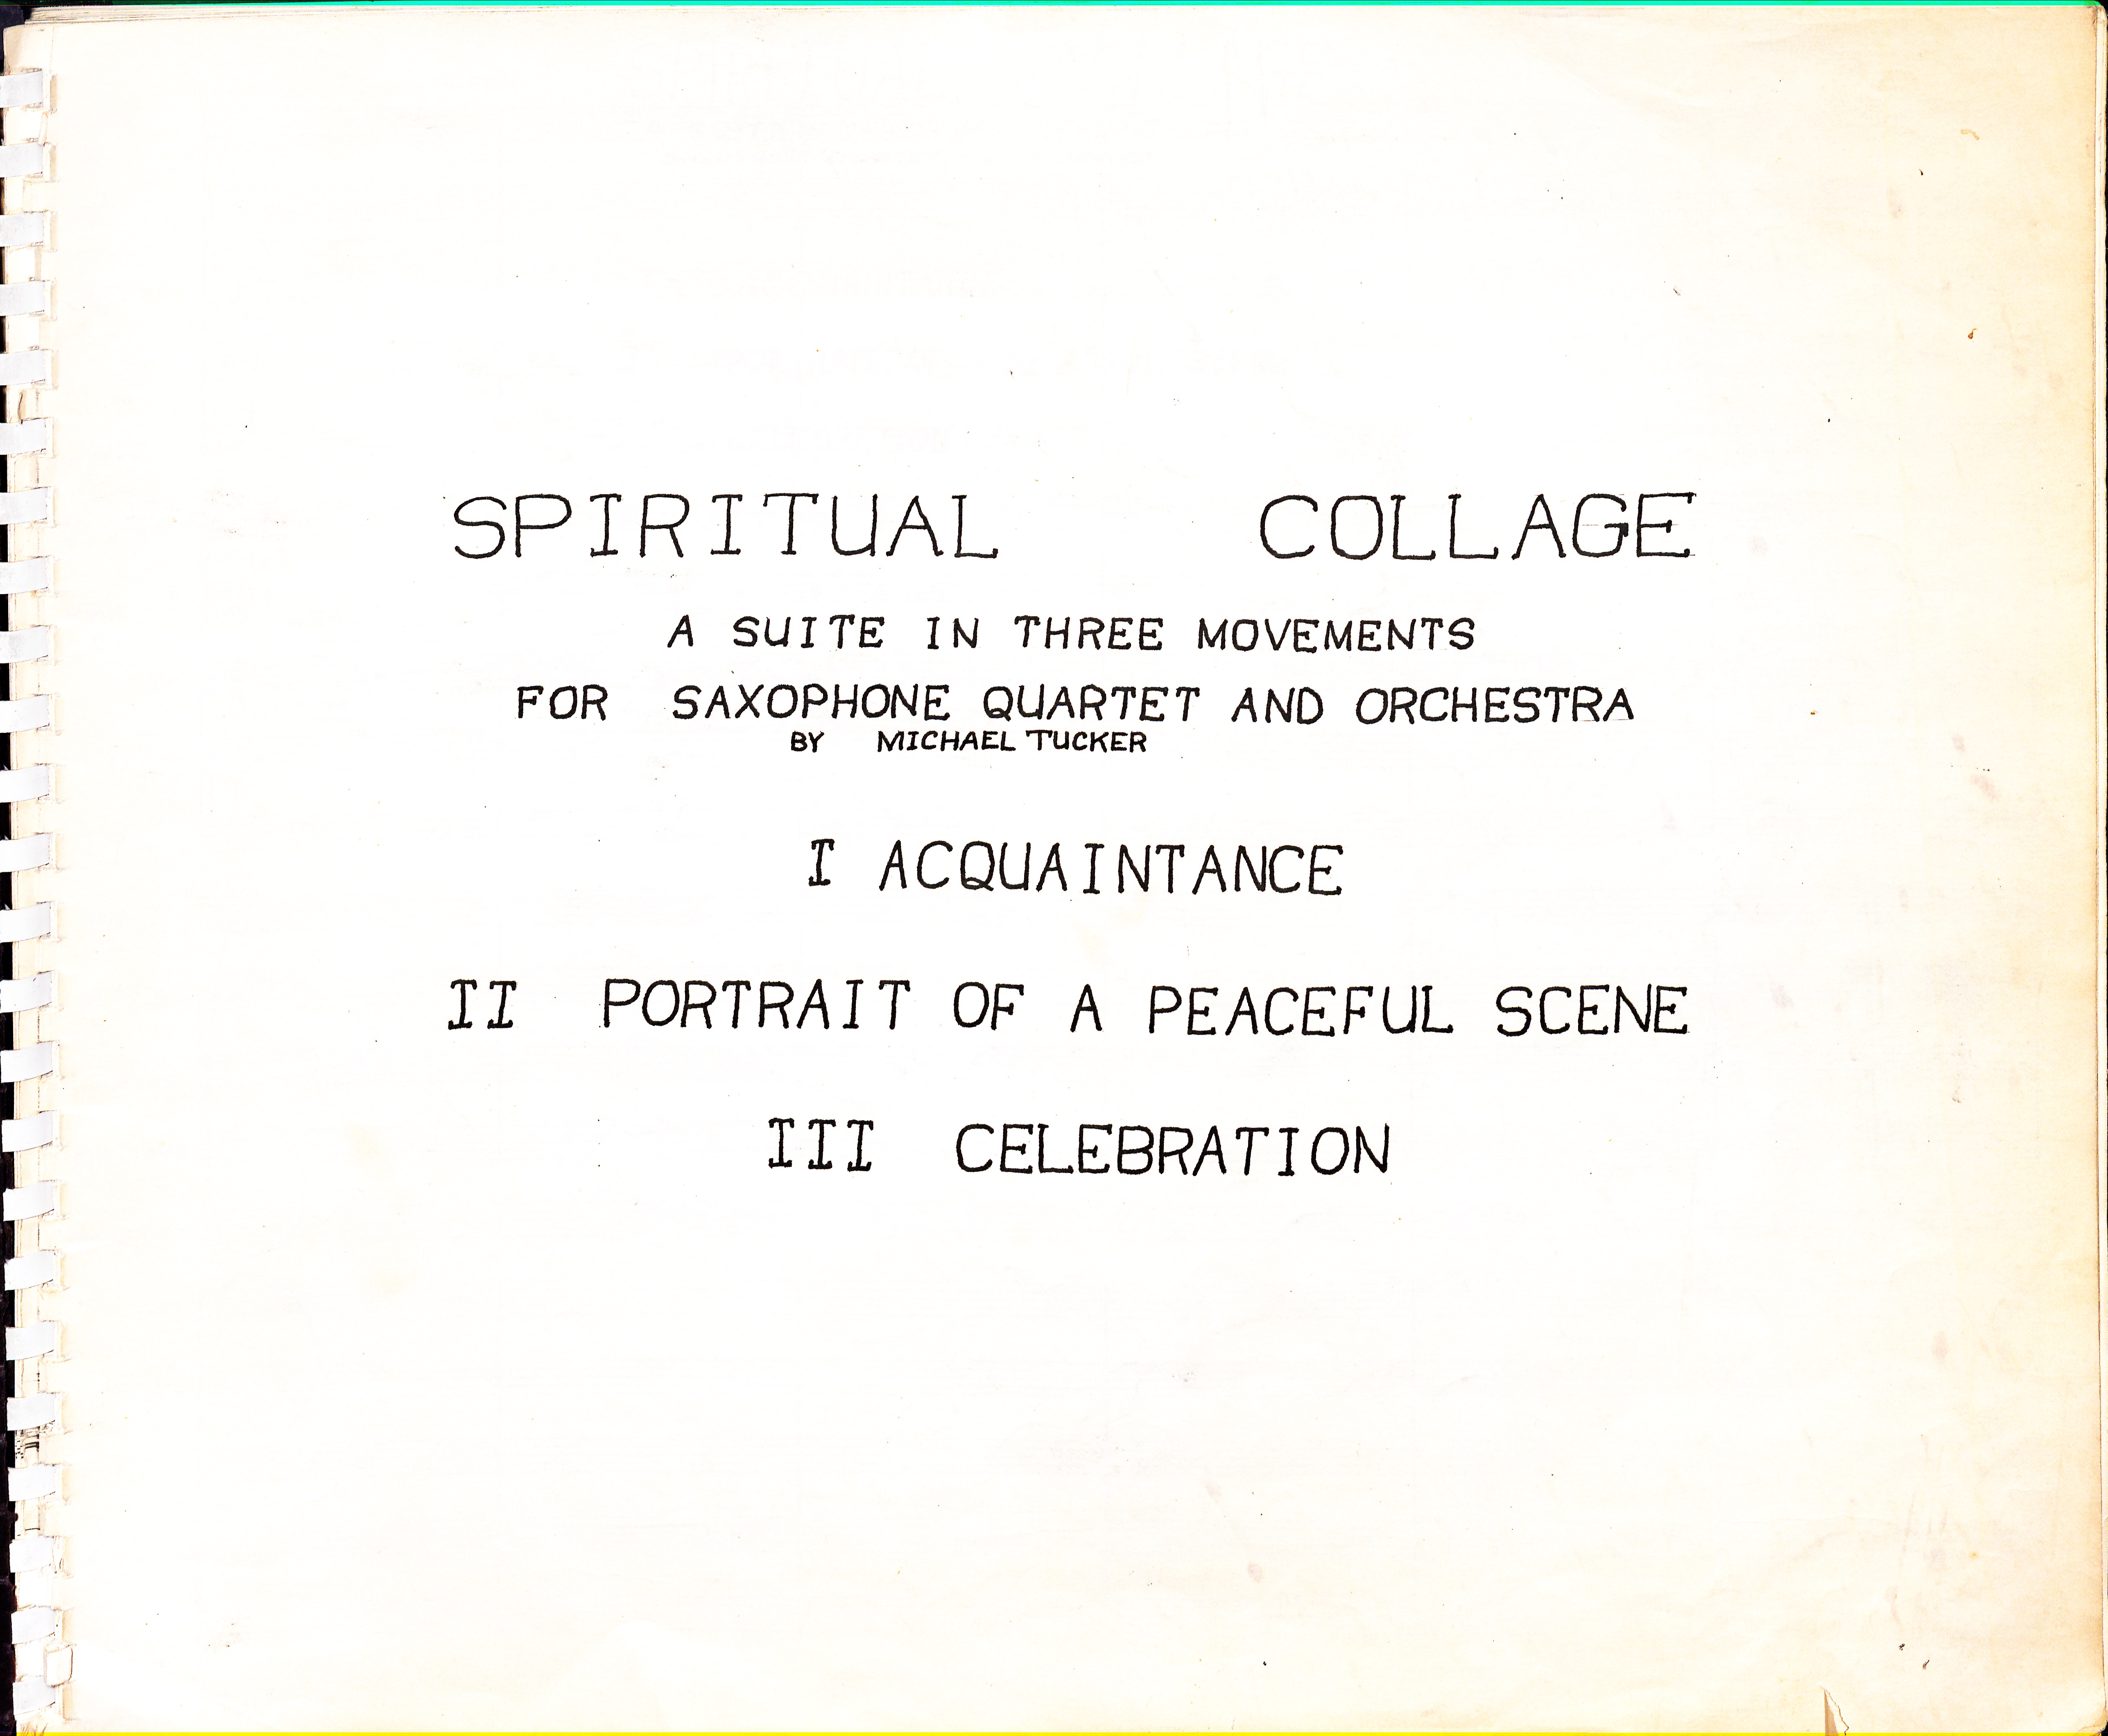 SPIRITUAL COLLAGE
A SUITE IN THREE MOVEMENTS
FOR SAXOPHONE QUARTET AND ORCHESTRA
BY MICHAEL TUCKER
I ACQUAINTANCE
II PORTRAIT OF A PEACEFUL SCENE
III CELEBRATION